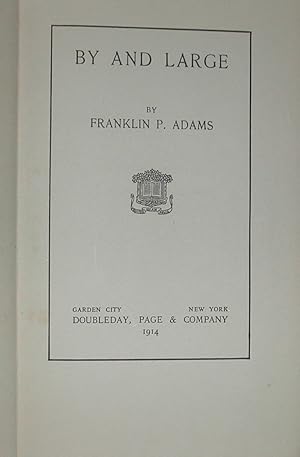 BY AND LARGE
BY
FRANKLIN P. ADAMS
GARDEN CITY NEW YORK
DOUBLEDAY, PAGE & COMPANY
1914